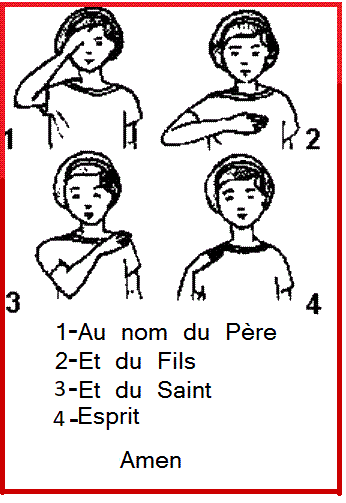 1
2
3
4
1-Au nom du Père
2-Et du Fils
3-Et du Saint
4-Esprit
Amen